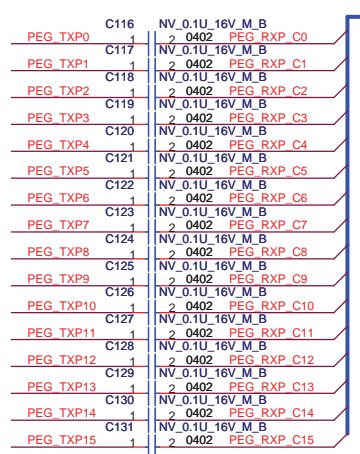 C116 NV_0.1U_16V_M_B
PEG_TXP0 1 2 0402 PEG_RXP_C0
C117 NV_0.1U_16V_M_B
PEG_TXP1 1 2 0402 PEG_RXP_C1
C118 NV_0.1U_16V_M_B
PEG_TXP2 1 2 0402 PEG_RXP_C2
C119 NV_0.1U_16V_M_B
PEG_TXP3 1 2 0402 PEG_RXP_C3
C120 NV_0.1U_16V_M_B
PEG_TXP4 1 2 0402 PEG_RXP_C4
C121 NV_0.1U_16V_M_B
PEG_TXP5 1 2 0402 PEG_RXP_C5
C122 NV_0.1U_16V_M_B
PEG_TXP6 1 2 0402 PEG_RXP_C6
C123 NV_0.1U_16V_M_B
PEG_TXP7 1 2 0402 PEG_RXP_C7
C124 NV_0.1U_16V_M_B
PEG_TXP8 1 2 0402 PEG_RXP_C8
C125 NV_0.1U_16V_M_B
PEG_TXP9 1 2 0402 PEG_RXP_C9
C126 NV_0.1U_16V_M_B
PEG_TXP10 1 2 0402 PEG_RXP_C10
C127 NV_0.1U_16V_M_B
PEG_TXP11 1 2 0402 PEG_RXP_C11
C128 NV_0.1U_16V_M_B
PEG_TXP12 1 2 0402 PEG_RXP_C12
C129 NV_0.1U_16V_M_B
PEG_TXP13 1 2 0402 PEG_RXP_C13
C130 NV_0.1U_16V_M_B
PEG_TXP14 1 2 0402 PEG_RXP_C14
C131 NV_0.1U_16V_M_B
PEG_TXP15 1 2 0402 PEG_RXP_C15